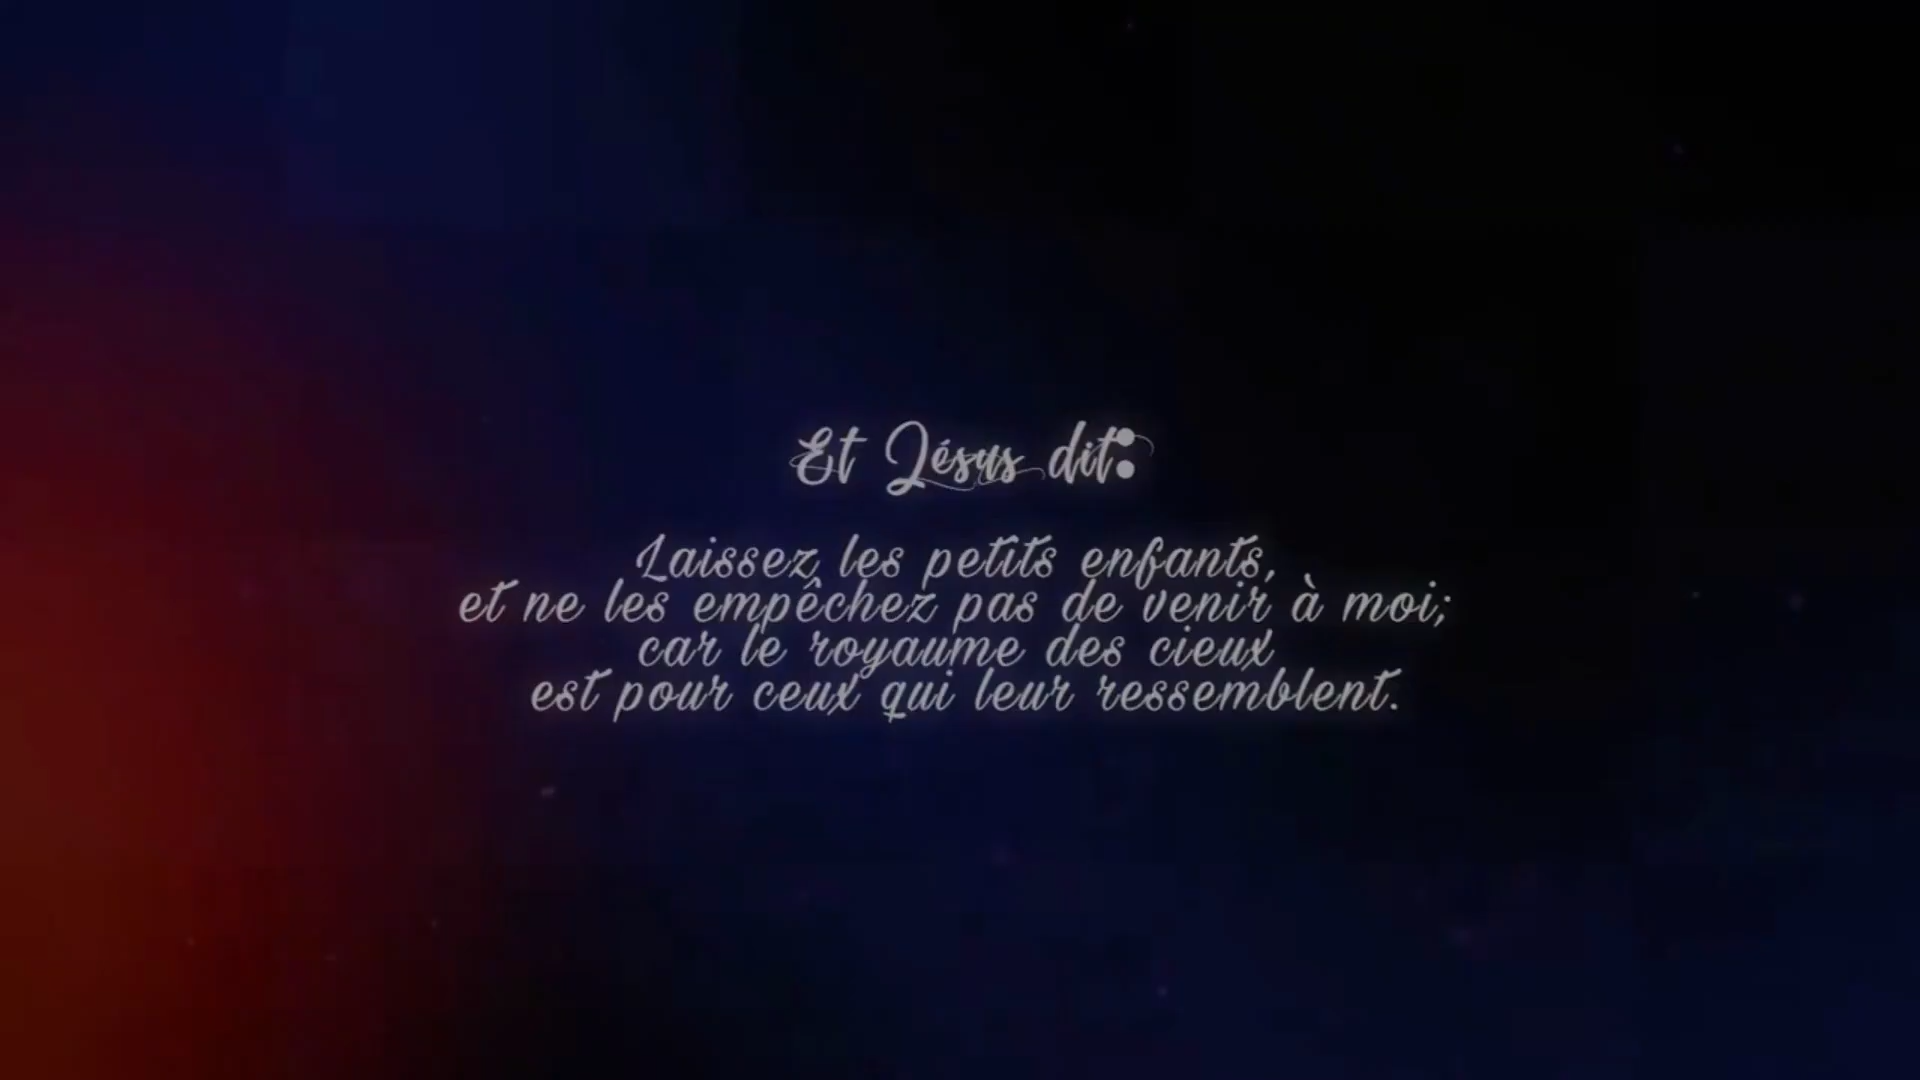 Et Jésus dit:
Laissez les petits enfants,
et ne les empêchez pas de venir à moi;
car le royaume des cieux
est pour ceux qui leur ressemblent.